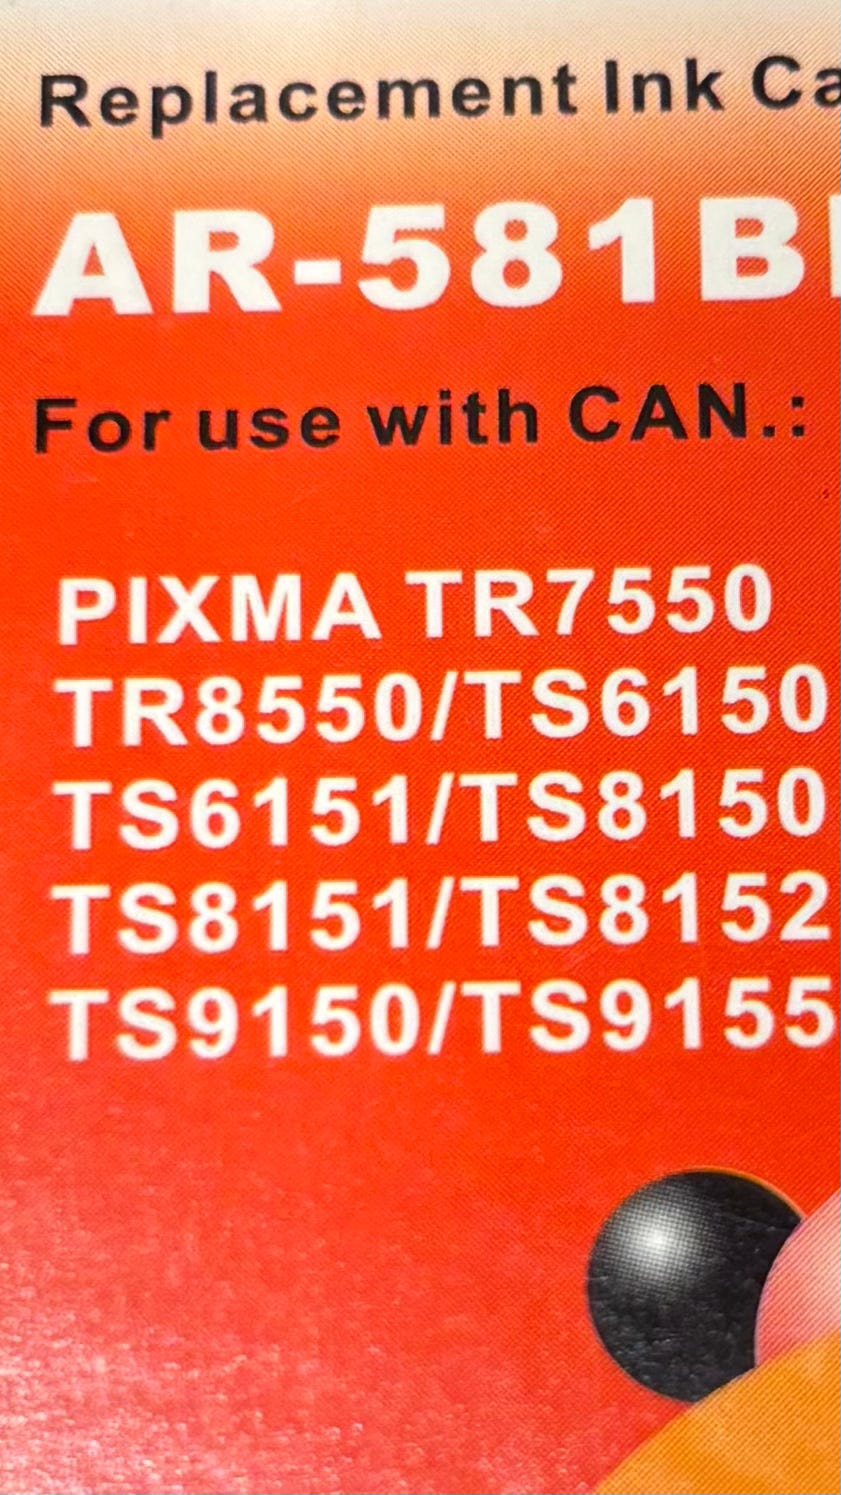 Replacement Ink Ca
AR-581B
For use with CAN.:
PIXMA TR7550
TR8550/TS6150
TS6151/TS8150
TS8151/TS8152
TS9150/TS9155